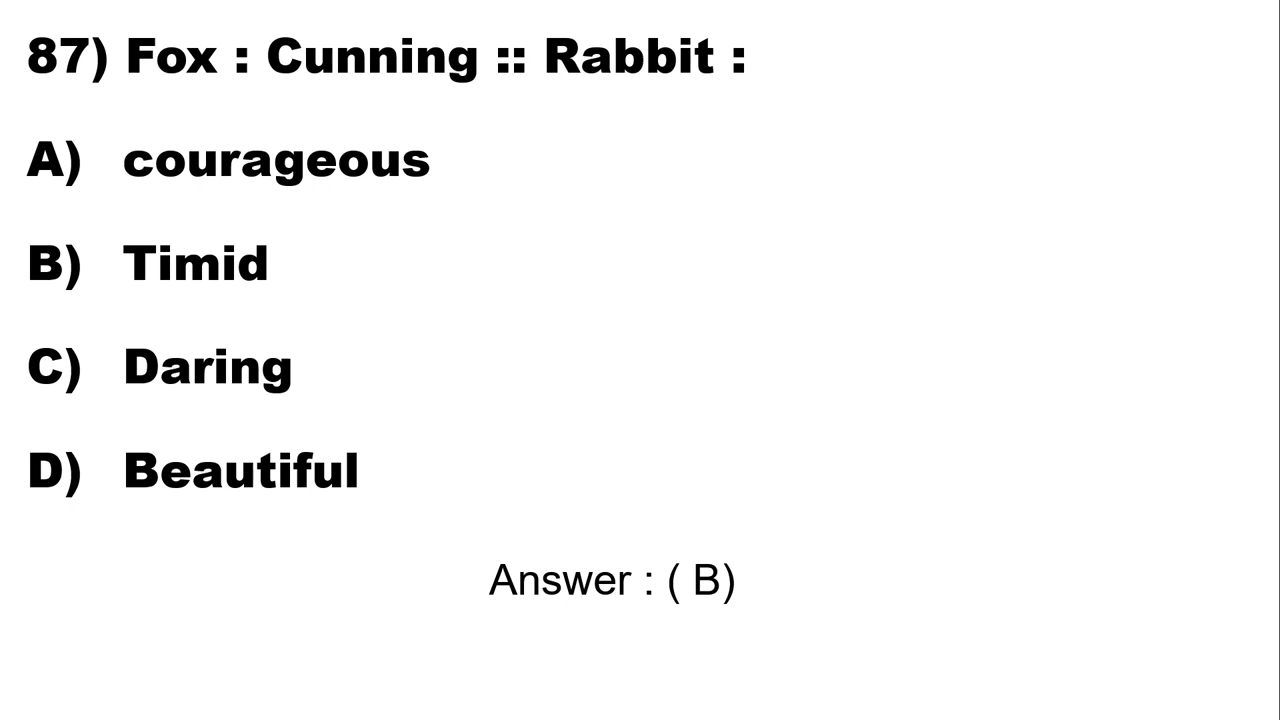 87) Fox : Cunning :: Rabbit :
A) courageous
B) Timid
C) Daring
D) Beautiful
Answer : ( B)